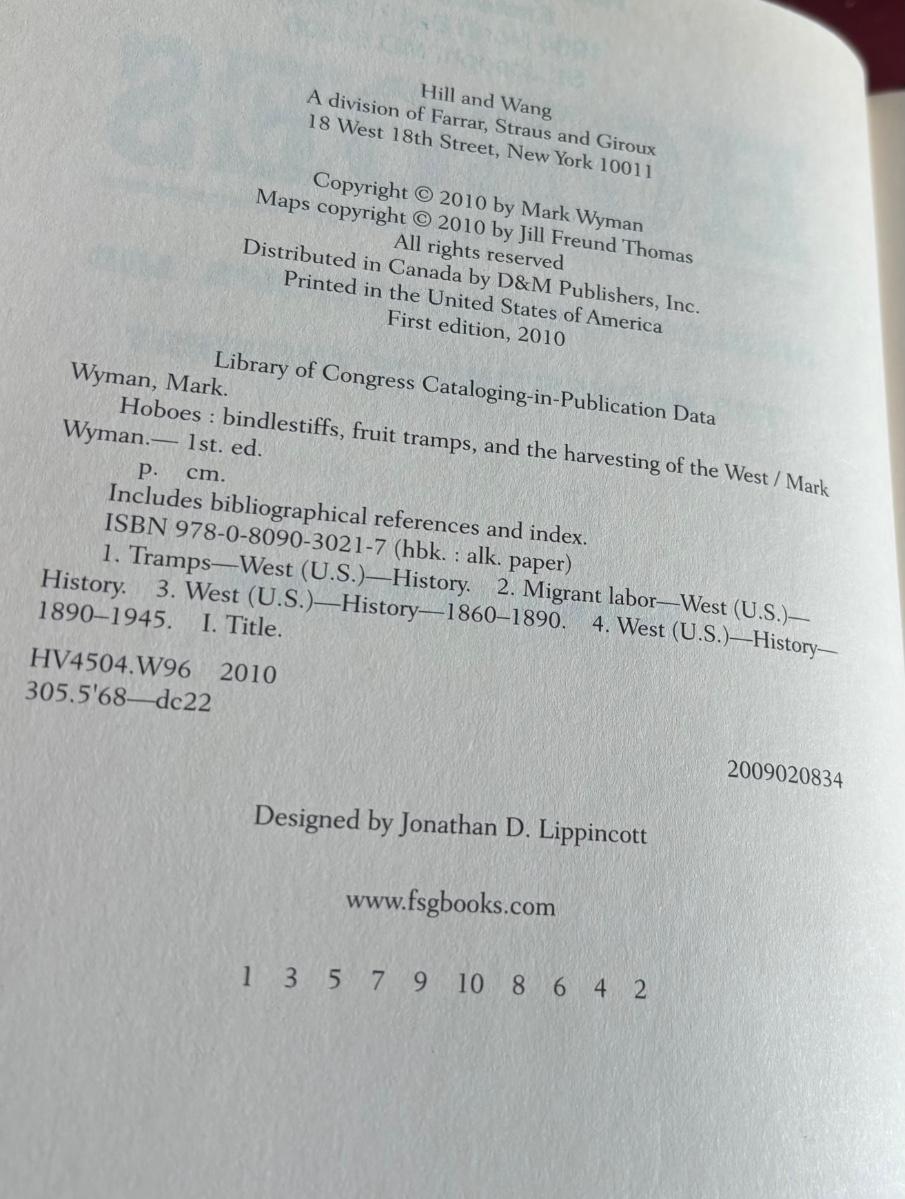 Hill and Wang
A division of Farrar, Straus and Giroux
18 West 18th Street, New York 10011
Copyright © 2010 by Mark Wyman
Maps copyright © 2010 by Jill Freund Thomas
All rights reserved
Distributed in Canada by D&M Publishers, Inc.
Printed in the United States of America
First edition, 2010
Library of Congress Cataloging-in-Publication Data
Wyman, Mark.
Hoboes : bindlestiffs, fruit tramps, and the harvesting of the West / Mark
Wyman.— 1st. ed.
p. cm.
Includes bibliographical references and index.
ISBN 978-0-8090-3021-7 (hbk. : alk. paper)
1. Tramps—West (U.S.)—History. 2. Migrant labor—West (U.S.)—
History. 3. West (U.S.)—History—1860–1890. 4. West (U.S.)—History—
1890–1945. I. Title.
HV4504.W96 2010
305.5'68—dc22
2009020834
Designed by Jonathan D. Lippincott
www.fsgbooks.com
1 3 5 7 9 10 8 6 4 2